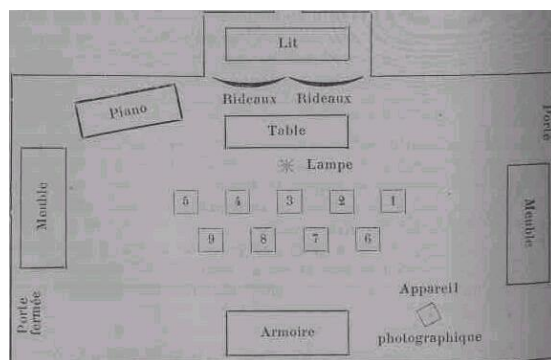 Lit
Rideaux Rideaux
Piano
Table
Porte
Lampe
Meuble
5 4 3 2 1
Meuble
9 8 7 6
Appareil
Porte
fermée
Armoire
photographique